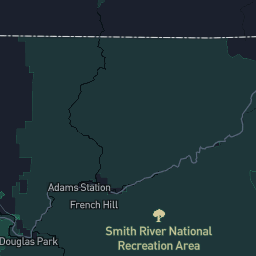 Adams Station
French Hill
Smith River National
Recreation Area
Douglas Park